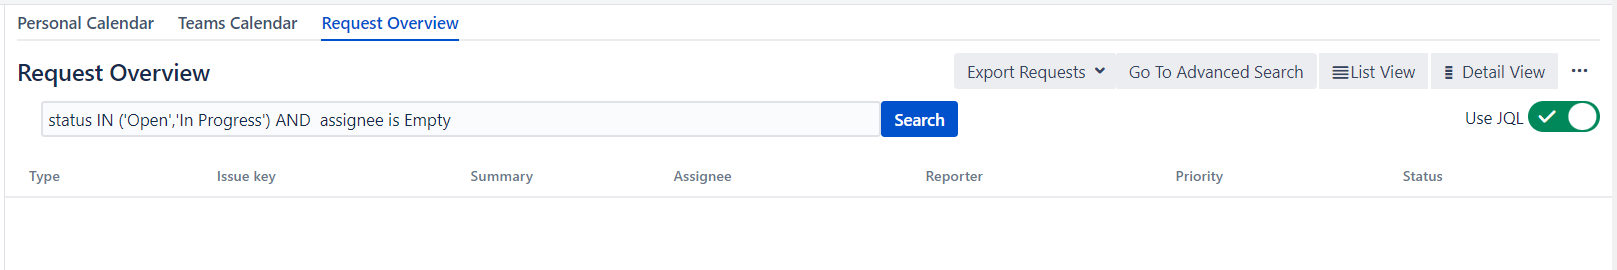 Personal Calendar Teams Calendar Request Overview
Request Overview Export Requests Go To Advanced Search List View Detail View ...
status IN ('Open','In Progress') AND  assignee is Empty Search Use JQL
Type Issue key Summary Assignee Reporter Priority Status